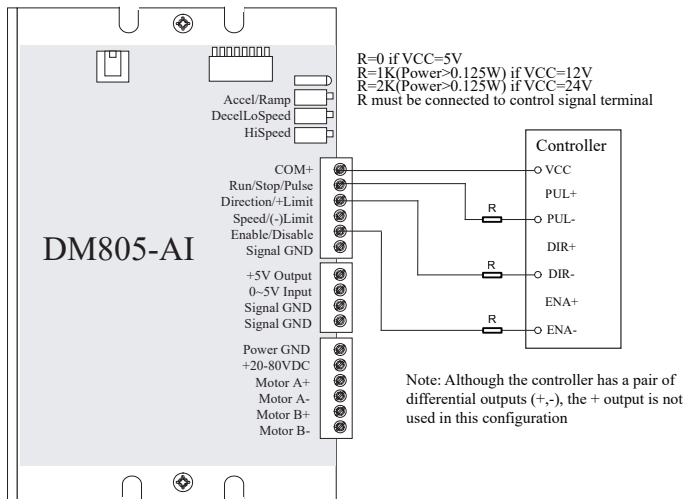 R=0 if VCC=5V
R=1K(Power>0.125W) if VCC=12V
R=2K(Power>0.125W) if VCC=24V
R must be connected to control signal terminal
Accel/Ramp
DecelLoSpeed
HiSpeed
COM+
Run/Stop/Pulse
Direction/+Limit
Speed/(-)Limit
Enable/Disable
Signal GND
DM805-AI
+5V Output
0~5V Input
Signal GND
Signal GND
Power GND
+20-80VDC
Motor A+
Motor A-
Motor B+
Motor B-
Controller
VCC
PUL+
R
PUL-
DIR+
R
DIR-
ENA+
R
ENA-
Note: Although the controller has a pair of
differential outputs (+,-), the + output is not
used in this configuration